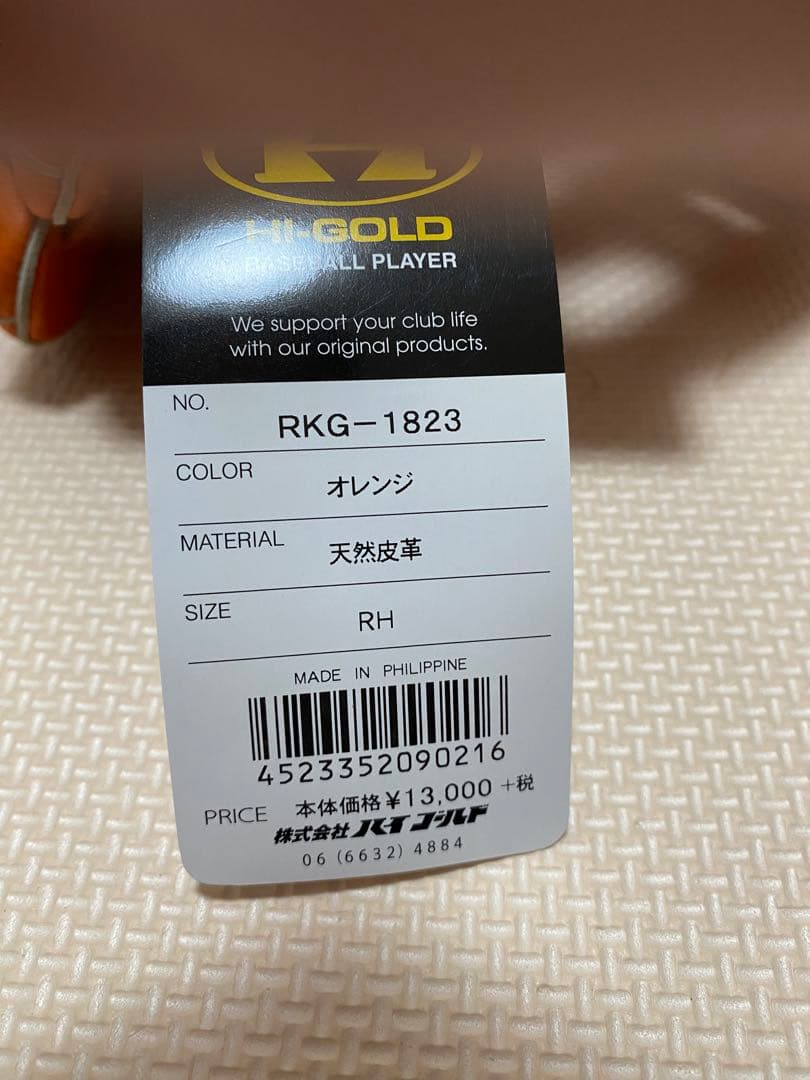 HI-GOLD
BASEBALL PLAYER
We support your club life
with our original products.
NO. RKG-1823
COLOR オレンジ
MATERIAL 天然皮革
SIZE RH
MADE IN PHILIPPINE
4523352090216
PRICE 本体価格¥13,000 +税
株式会社 ハイゴールド
06(6632)4884